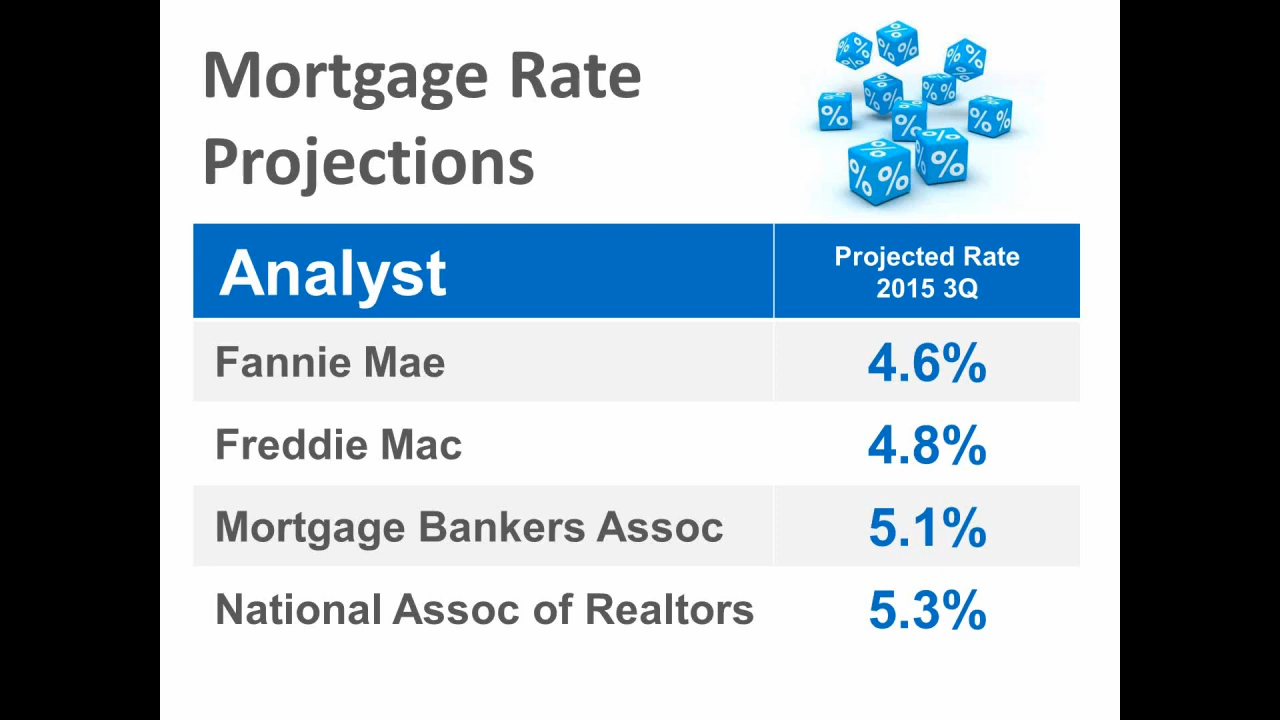 Mortgage Rate
Projections
Analyst
Projected Rate
2015 3Q
Fannie Mae
4.6%
Freddie Mac
4.8%
Mortgage Bankers Assoc
5.1%
National Assoc of Realtors
5.3%